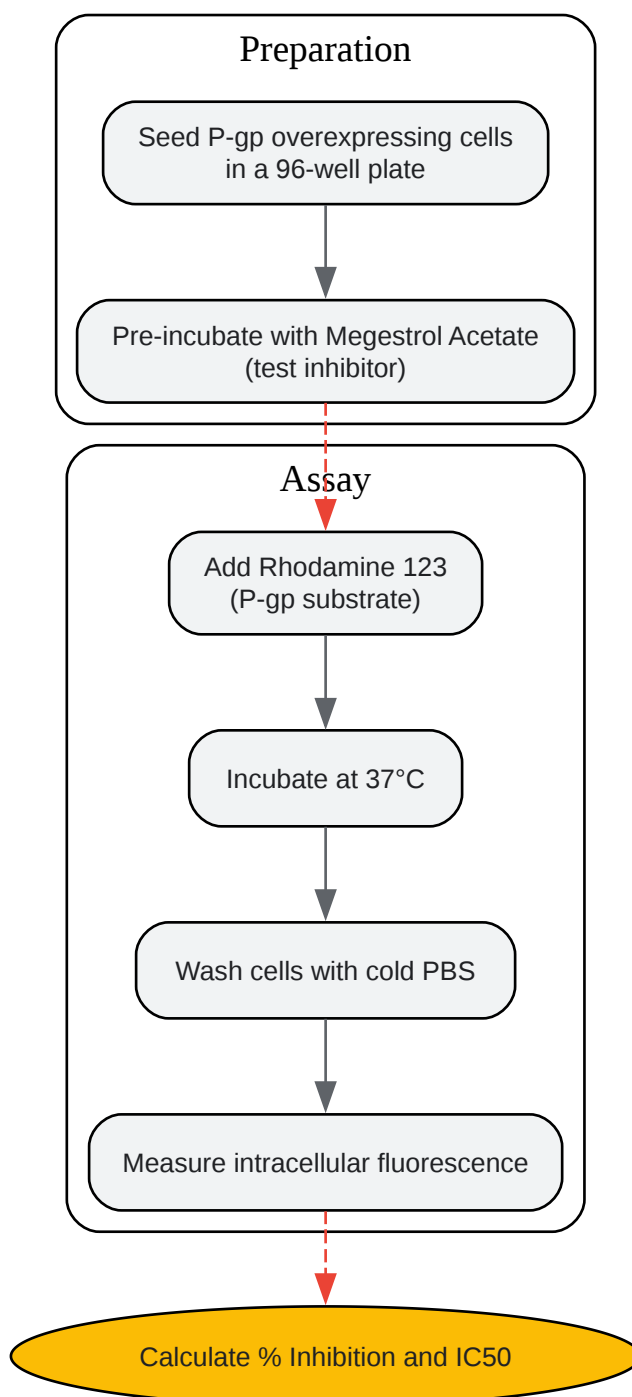 Preparation
Seed P-gp overexpressing cells
in a 96-well plate
Pre-incubate with Megestrol Acetate
(test inhibitor)
Assay
Add Rhodamine 123
(P-gp substrate)
Incubate at 37°C
Wash cells with cold PBS
Measure intracellular fluorescence
Calculate % Inhibition and IC50